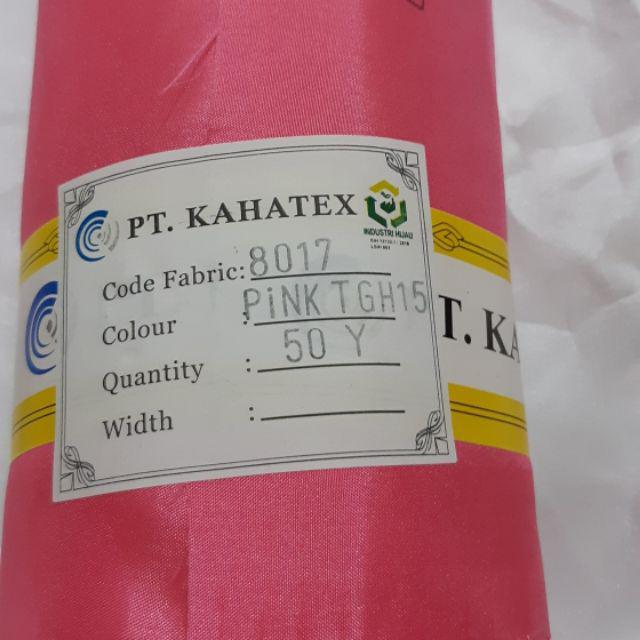 PT. KAHATEX
INDUSTRI HIJAU
Code Fabric: 8017
Colour : PiNK TGH15
Quantity : 50 Y
Width :
T. KA